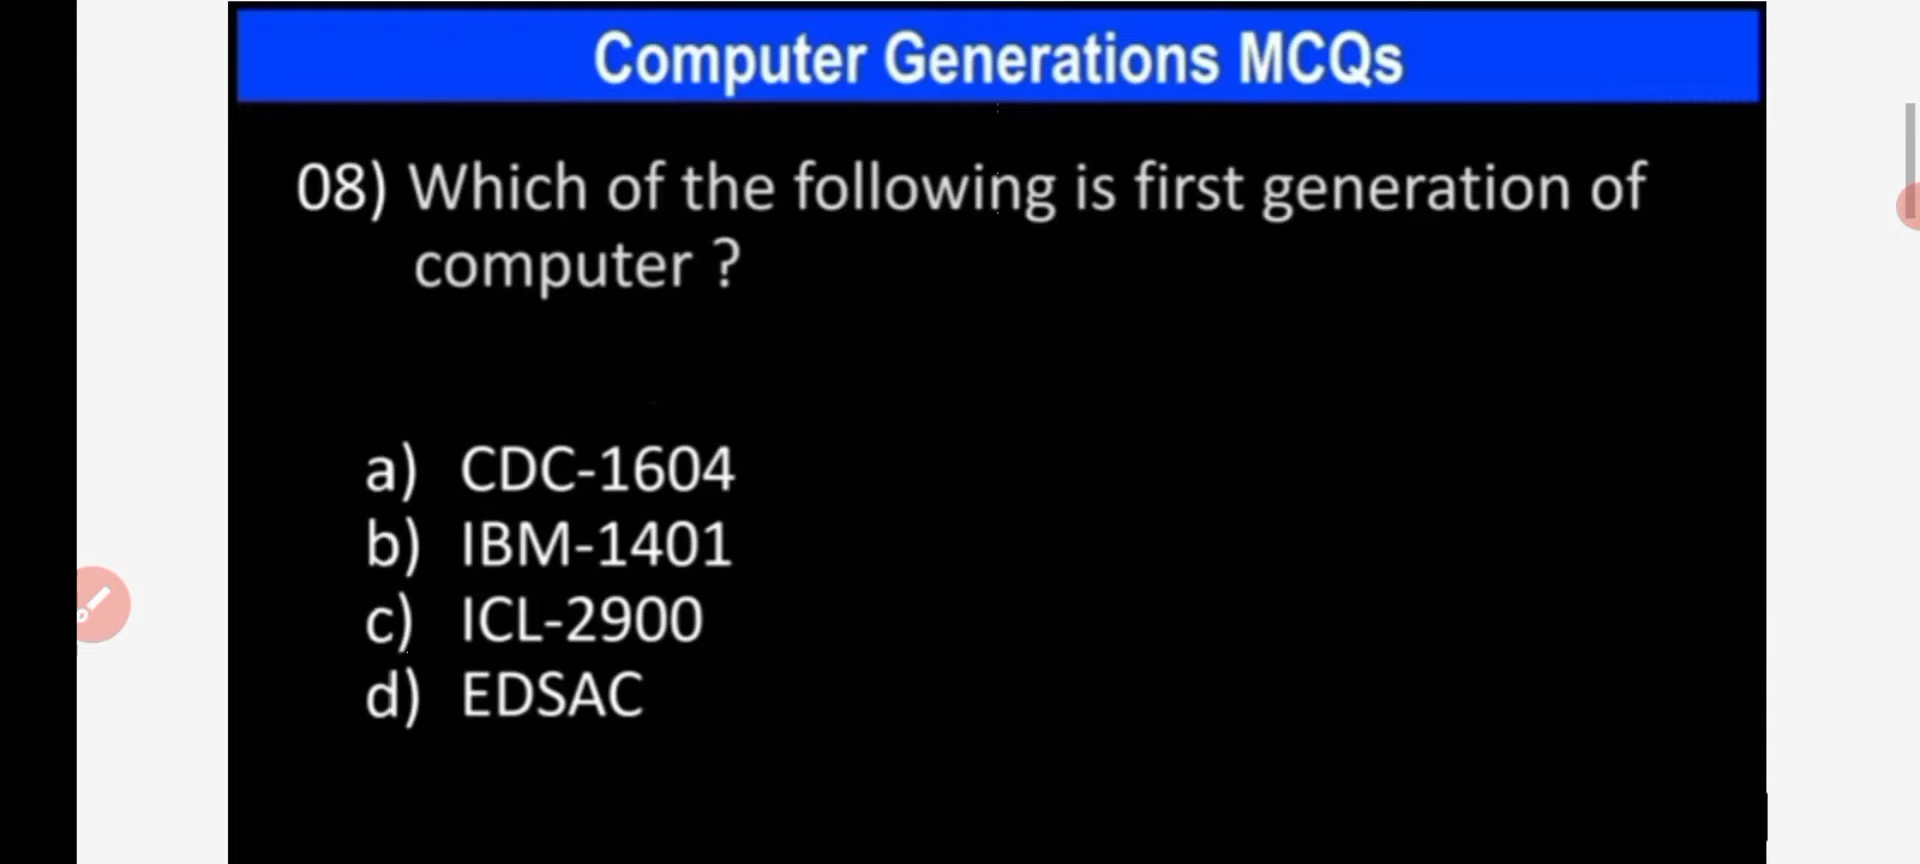 Computer Generations MCQs
08) Which of the following is first generation of
computer ?
a) CDC-1604
b) IBM-1401
c) ICL-2900
d) EDSAC